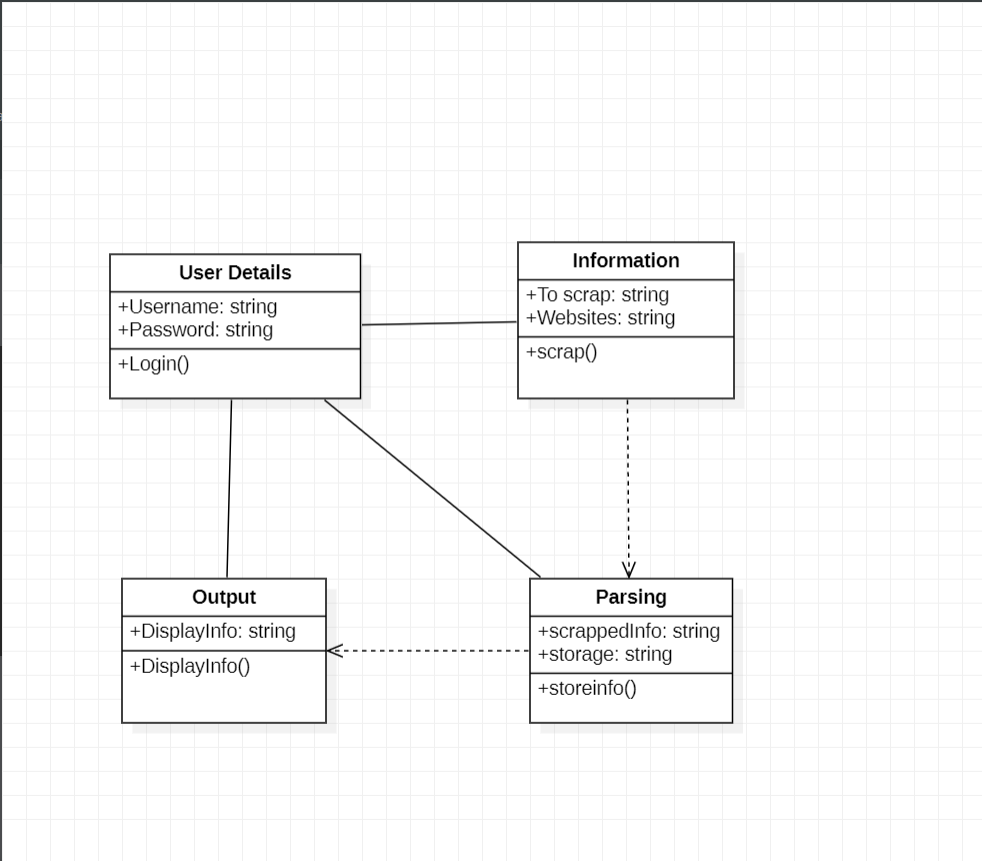 User Details
+Username: string
+Password: string
+Login()
Information
+To scrap: string
+Websites: string
+scrap()
Output
+DisplayInfo: string
+DisplayInfo()
Parsing
+scrappedInfo: string
+storage: string
+storeinfo()